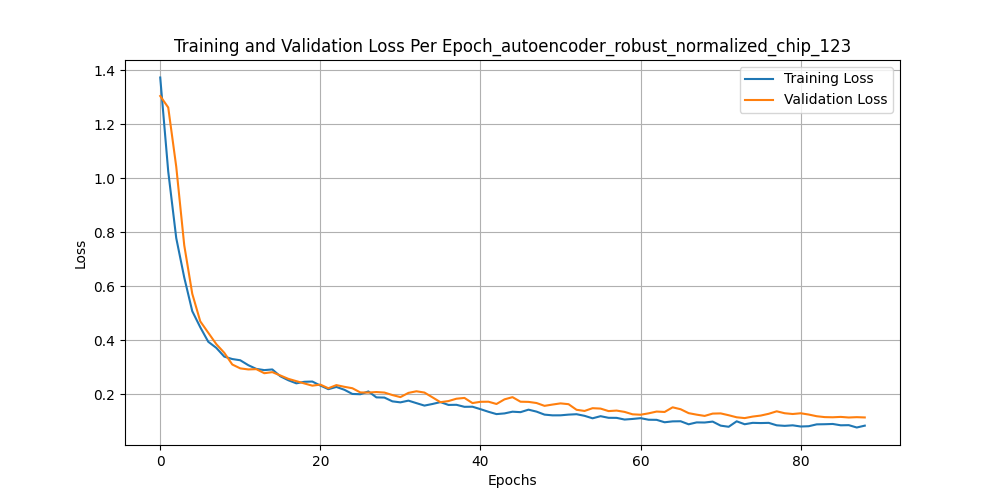 Training and Validation Loss Per Epoch_autoencoder_robust_normalized_chip_123
Training Loss
Validation Loss
1.4
1.2
1.0
0.8
0.6
0.4
0.2
Loss
0
20
40
60
80
Epochs